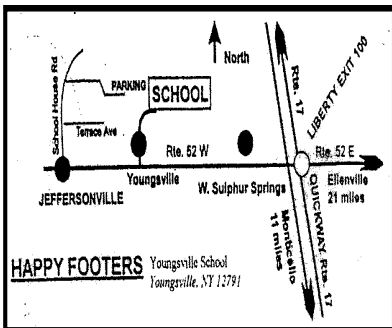 North
Rte. 17
LIBERTY EXIT 100
School House Rd
PARKING
SCHOOL
Terrace Ave
Rte. 52 W
Rte. 52 E
JEFFERSONVILLE
Youngsville
W. Sulphur Springs
Ellenville
21 miles
QUICKWAY Rte. 17
Monticello
11 miles
HAPPY FOOTERS
Youngsville School
Youngsville, NY 12791